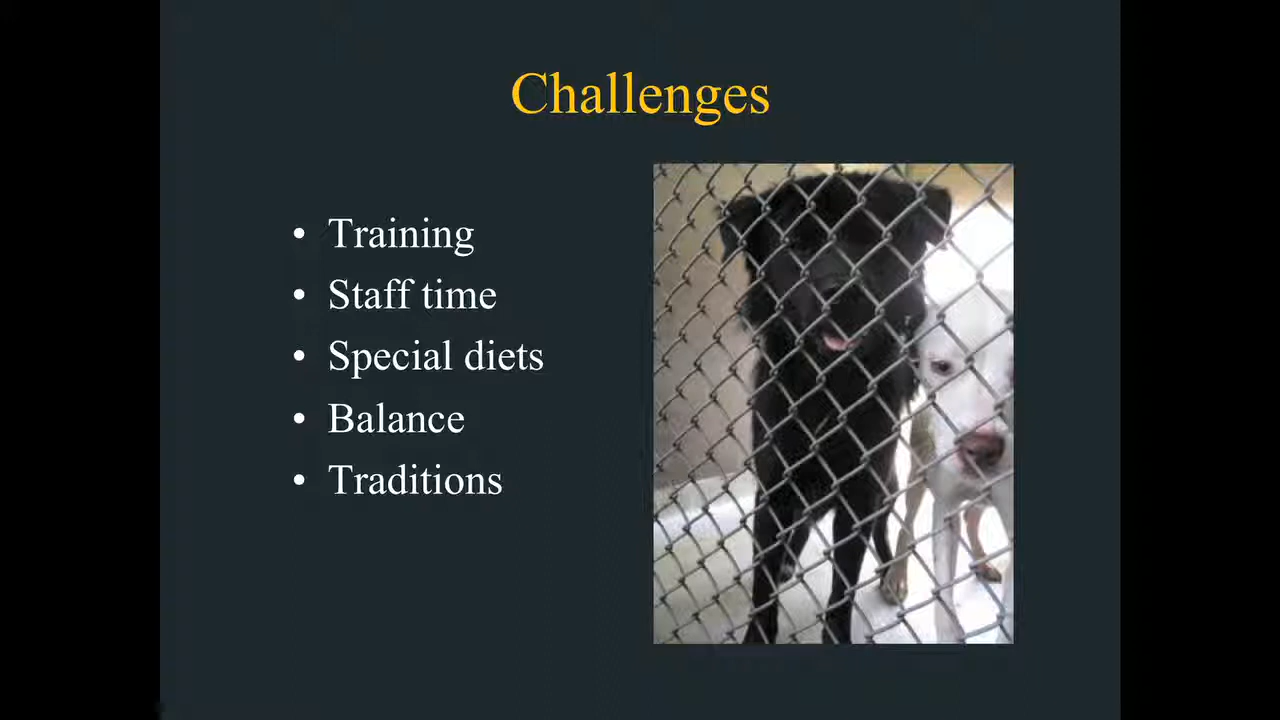 Challenges
• Training
• Staff time
• Special diets
• Balance
• Traditions